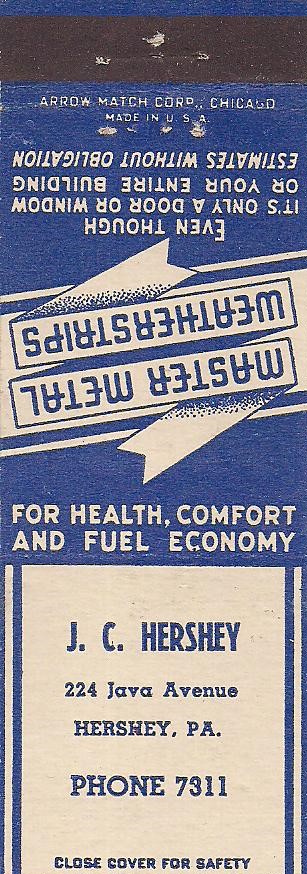 ARROW MATCH CORP., CHICAGO
MADE IN U.S.A.
MASTER METAL
WEATHERSTRIPS
EVEN THOUGH
IT'S ONLY A DOOR OR WINDOW
OR YOUR ENTIRE BUILDING
ESTIMATES WITHOUT OBLIGATION
FOR HEALTH, COMFORT
AND FUEL ECONOMY
J. C. HERSHEY
224 Java Avenue
HERSHEY, PA.
PHONE 7311
CLOSE COVER FOR SAFETY